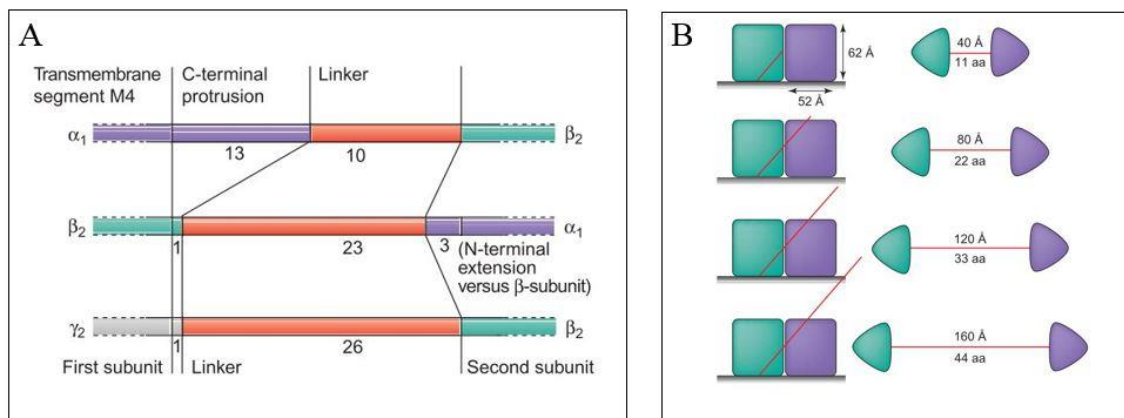 A
Transmembrane
segment M4
C-terminal
protrusion
Linker
α1
13
10
β2
β2
1
23
3
α1
(N-terminal
extension
versus β-subunit)
γ2
1
26
β2
First subunit
Linker
Second subunit
B
62 Å
52 Å
40 Å
11 aa
80 Å
22 aa
120 Å
33 aa
160 Å
44 aa